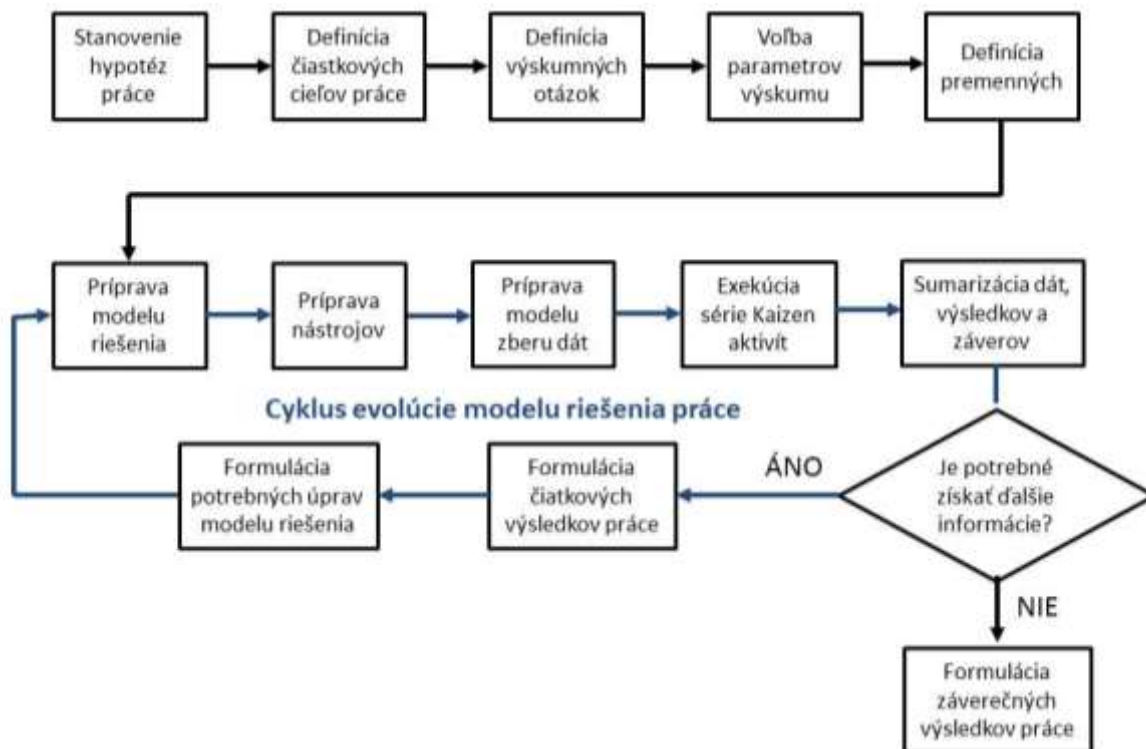 Stanovenie
hypotéz
práce
Definícia
čiastkových
cieľov práce
Definícia
výskumných
otázok
Voľba
parametrov
výskumu
Definícia
premenných
Príprava
modelu
riešenia
Príprava
nástrojov
Príprava
modelu
zberu dát
Exekúcia
série Kaizen
aktivít
Sumarizácia dát,
výsledkov a
záverov
Cyklus evolúcie modelu riešenia práce
Formulácia
potrebných úprav
modelu riešenia
Formulácia
čiatkových
výsledkov práce
ÁNO
Je potrebné
získať ďalšie
informácie?
NIE
Formulácia
záverečných
výsledkov práce